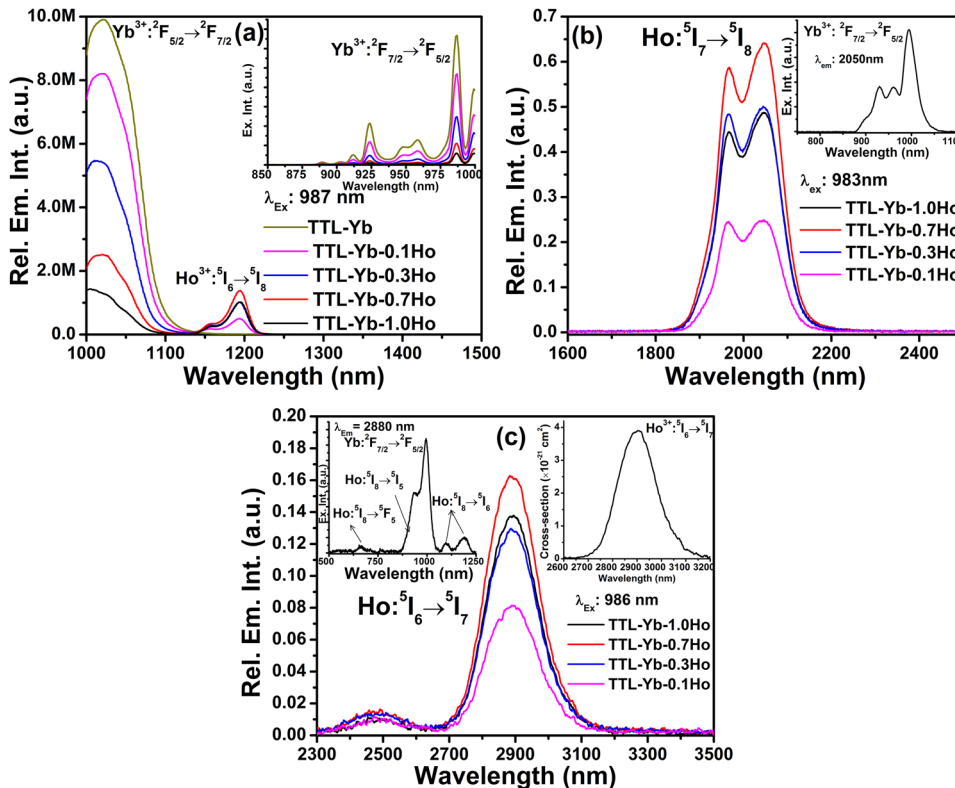 Yb³⁺:²F₅/₂→²F₇/₂ (a)
10.0M
8.0M
6.0M
4.0M
2.0M
0.0
Rel. Em. Int. (a.u.)
Yb³⁺:²F₇/₂→²F₅/₂
Ex. Int. (a.u.)
850 900 950 1000
Wavelength (nm)
λEx: 987 nm
TTL-Yb
TTL-Yb-0.1Ho
TTL-Yb-0.3Ho
TTL-Yb-0.7Ho
TTL-Yb-1.0Ho
Ho³⁺:⁵I₆→⁵I₈
1000 1100 1200 1300 1400 1500
Wavelength (nm)
(b) Ho:⁵I₇→⁵I₈
0.7
0.6
0.5
0.4
0.3
0.2
0.1
0.0
Rel. Em. Int. (a.u.)
Yb³⁺: ²F₇/₂→²F₅/₂
λem: 2050nm
Ex. Int. (a.u.)
800 900 1000 1100
Wavelength (nm)
λex: 983nm
TTL-Yb-1.0Ho
TTL-Yb-0.7Ho
TTL-Yb-0.3Ho
TTL-Yb-0.1Ho
1600 1800 2000 2200 2400
Wavelength (nm)
(c)
0.20
0.18
0.16
0.14
0.12
0.10
0.08
0.06
0.04
0.02
0.00
Rel. Em. Int. (a.u.)
λEm= 2880 nm
Yb:²F₇/₂→²F₅/₂
Ho:⁵I₈→⁵I₅
Ho:⁵I₈→⁵I₆
Ho:⁵I₈→⁵F₅
Ex. Int. (a.u.)
500 750 1000 1250
Wavelength (nm)
Ho:⁵I₆→⁵I₇
Ho³⁺:⁵I₆→⁵I₇
Cross-section (×10⁻²¹ cm²)
4
3
2
1
0
2600 2700 2800 2900 3000 3100 3200
Wavelength (nm)
λEx: 986 nm
TTL-Yb-1.0Ho
TTL-Yb-0.7Ho
TTL-Yb-0.3Ho
TTL-Yb-0.1Ho
2300 2500 2700 2900 3100 3300 3500
Wavelength (nm)